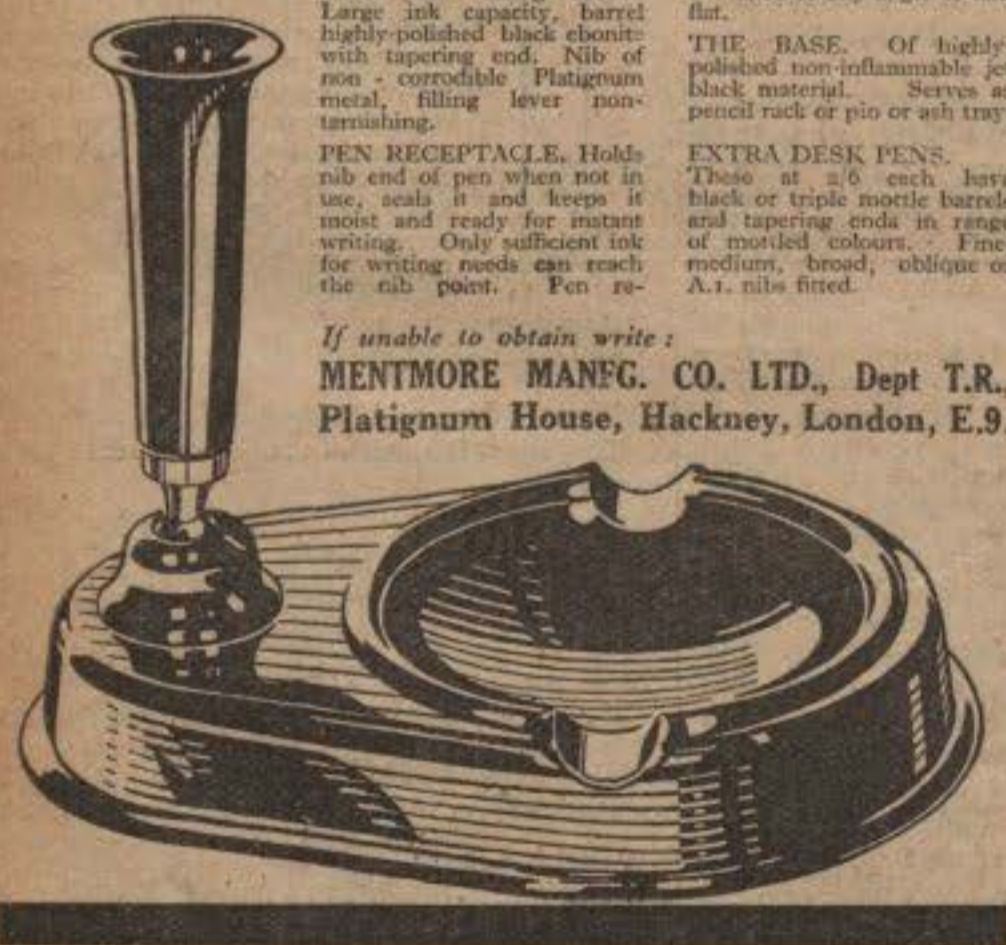 Large ink capacity, barrel
highly-polished black ebonite
with tapering end. Nib of
non - corrodible Platignum
metal, filling lever non-
tarnishing.
PEN RECEPTACLE. Holds
nib end of pen when not in
use, seals it and keeps it
moist and ready for instant
writing. Only sufficient ink
for writing needs can reach
the nib point. Pen re-
flat.
THE BASE. Of highly-
polished non-inflammable je
black material. Serves as
pencil rack or pin or ash tray
EXTRA DESK PENS.
These at 2/6 each have
black or triple mottle barrels
and tapering ends in range
of mottled colours. Fine,
medium, broad, oblique or
A.1. nibs fitted.
If unable to obtain write :
MENTMORE MANFG. CO. LTD., Dept T.R.,
Platignum House, Hackney, London, E.9.